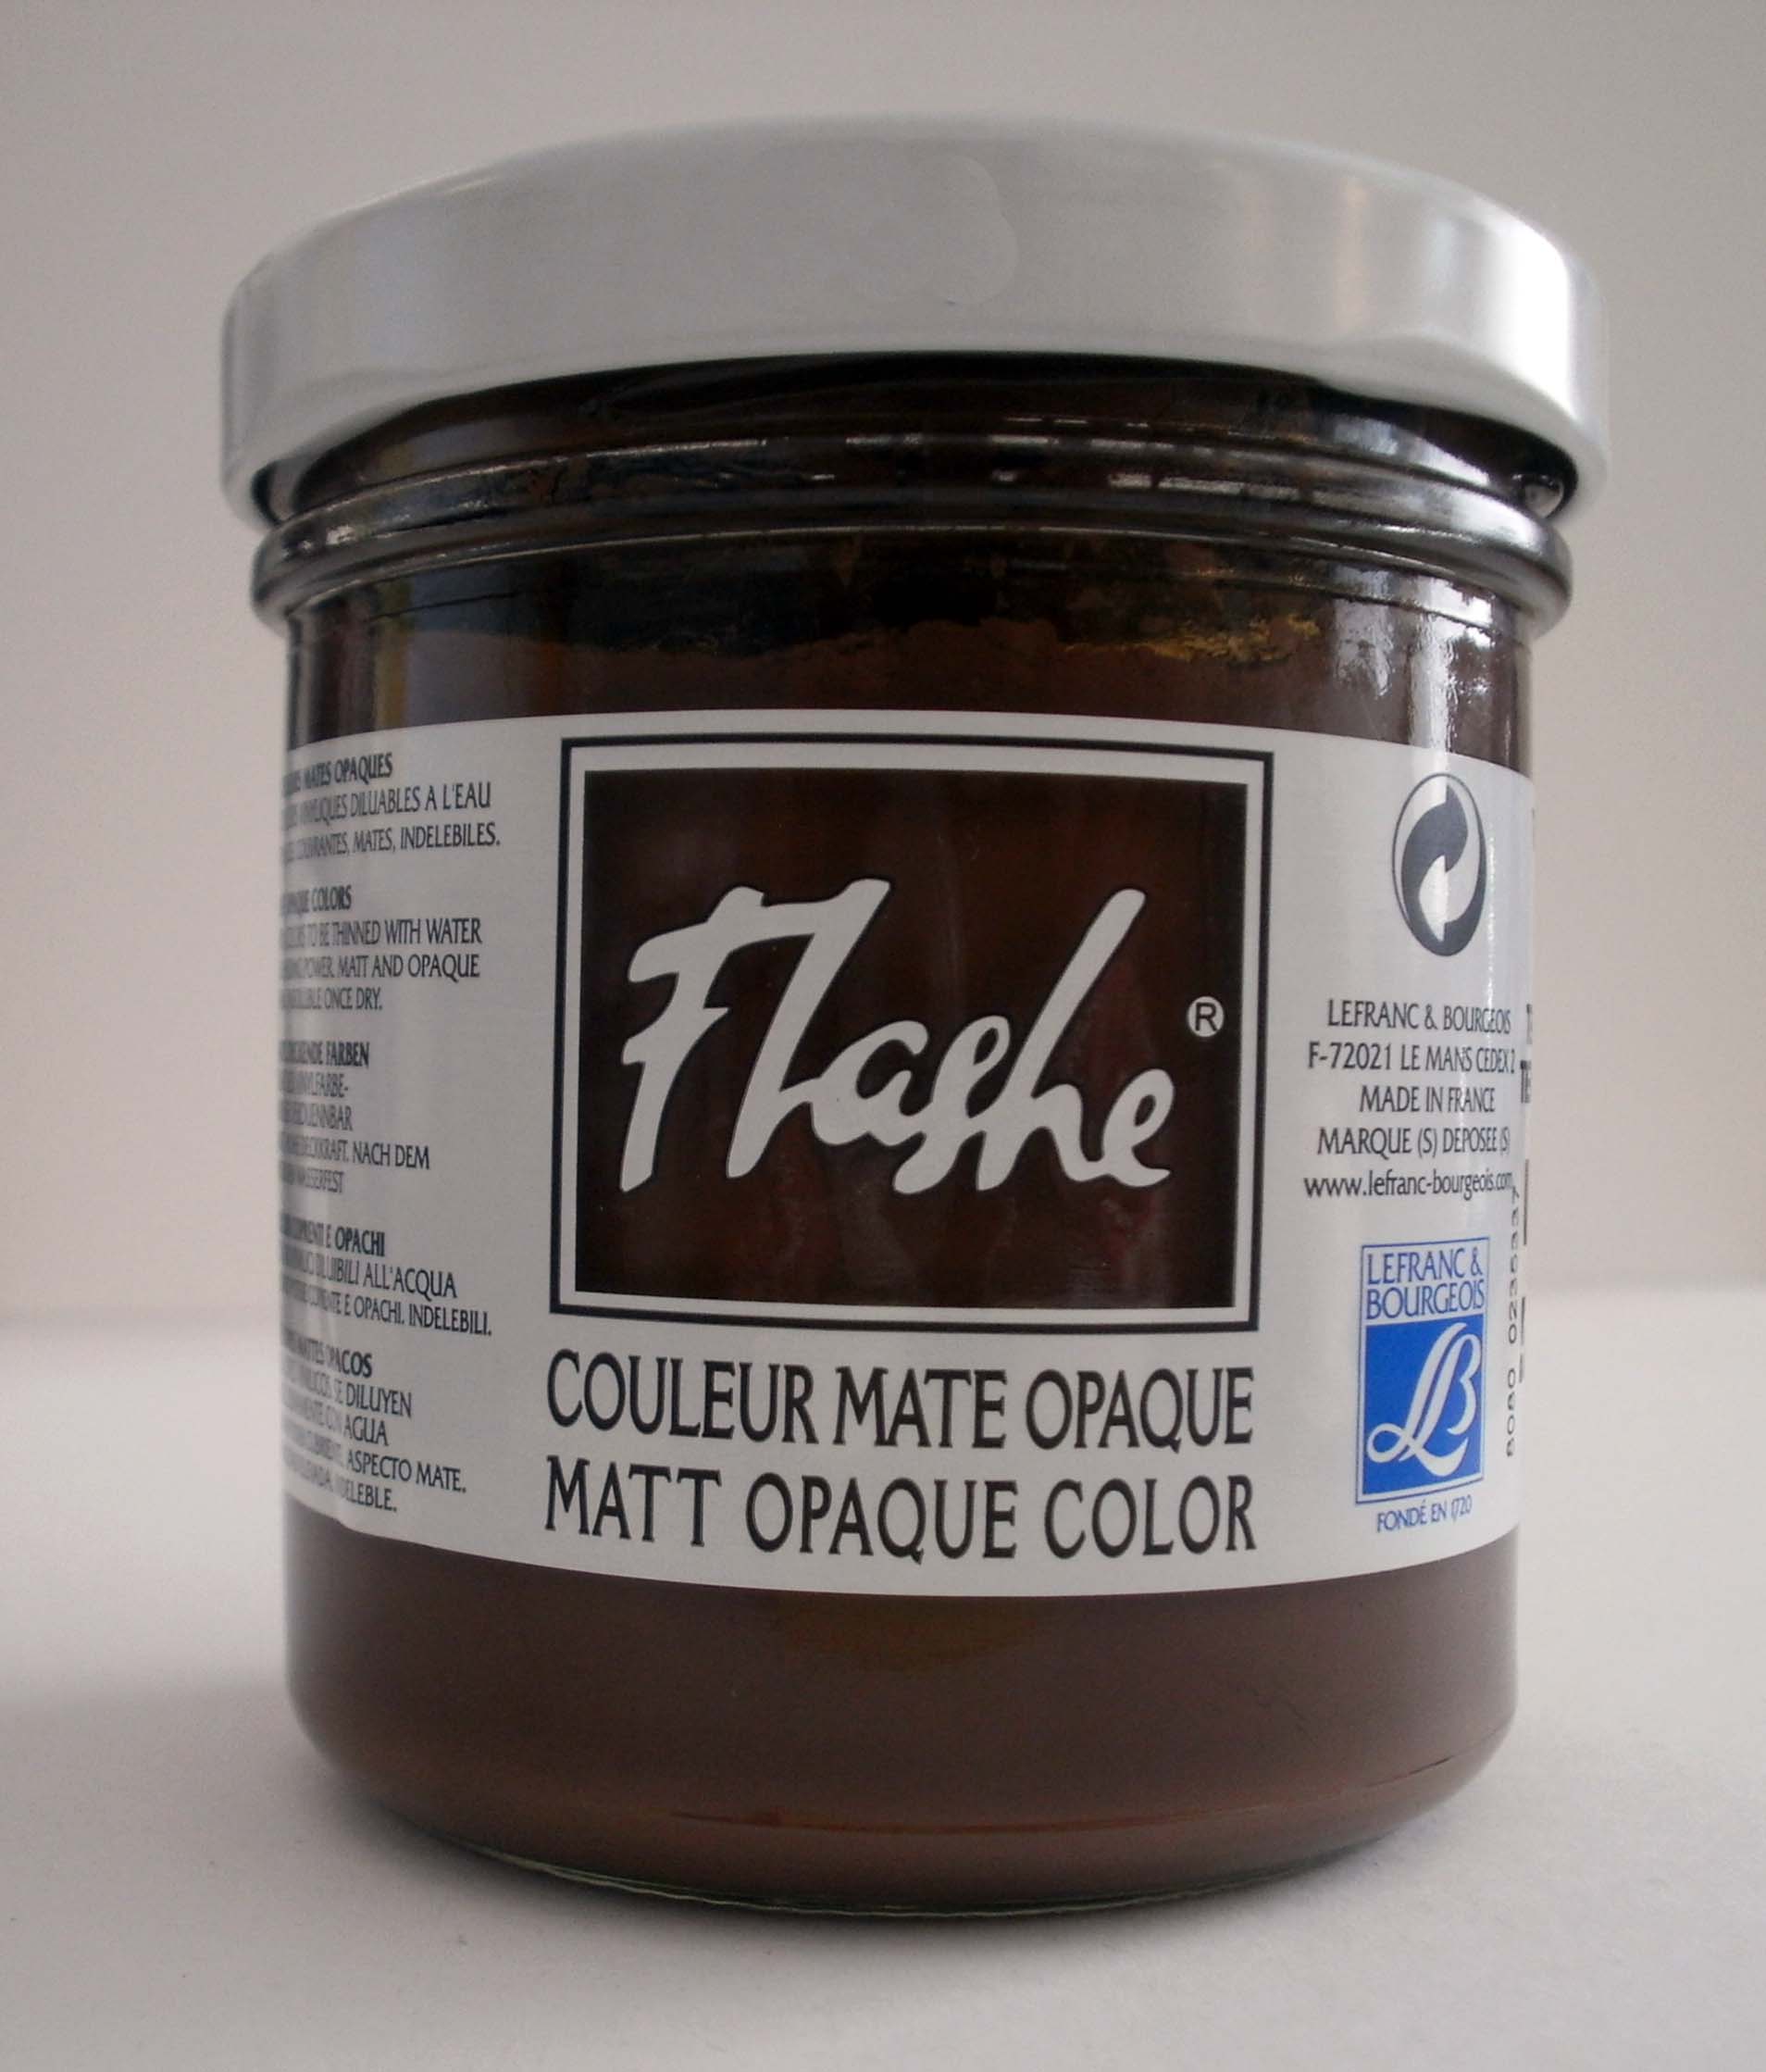 MATES OPAQUES
DILUABLES A L'EAU
MATES, INDELEBILES.
COLORS
TO BE THINNED WITH WATER
POWER, MATT AND OPAQUE
ONCE DRY.
FARBEN
NACH DEM
E OPACHI
DILUIBILI ALL'ACQUA
E OPACHI. INDELEBILI.
OPACOS
SE DILUYEN
CON AGUA
ASPECTO MATE.
Flashe ®
COULEUR MATE OPAQUE
MATT OPAQUE COLOR
LEFRANC & BOURGEOIS
F-72021 LE MANS CEDEX 2
MADE IN FRANCE
MARQUE (S) DEPOSEE (S)
www.lefranc-bourgeois.com
LEFRANC &
BOURGEOIS
LB
FONDÉ EN 1720